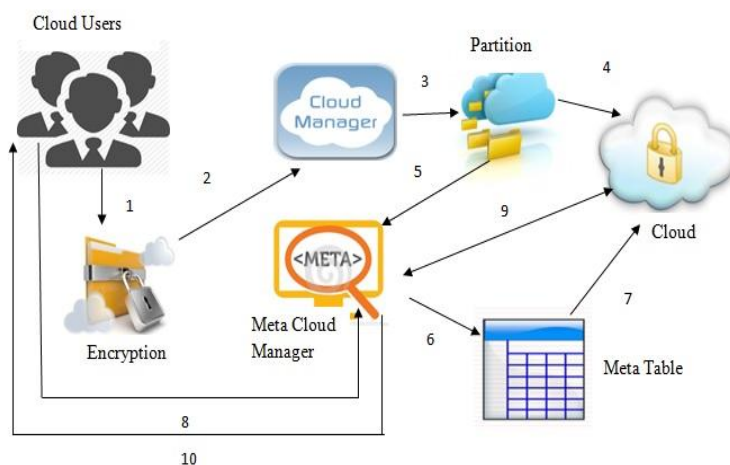 Cloud Users
Partition
3
4
Cloud
Manager
2
5
1
9
<META>
Cloud
7
Encryption
Meta Cloud
Manager
6
Meta Table
8
10